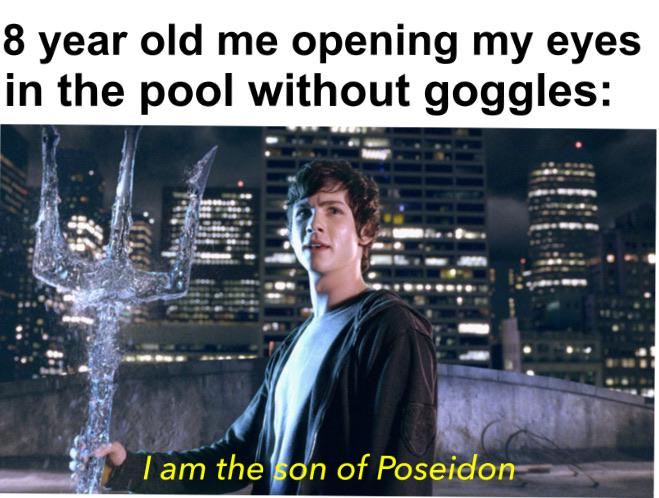 8 year old me opening my eyes
in the pool without goggles:
I am the son of Poseidon